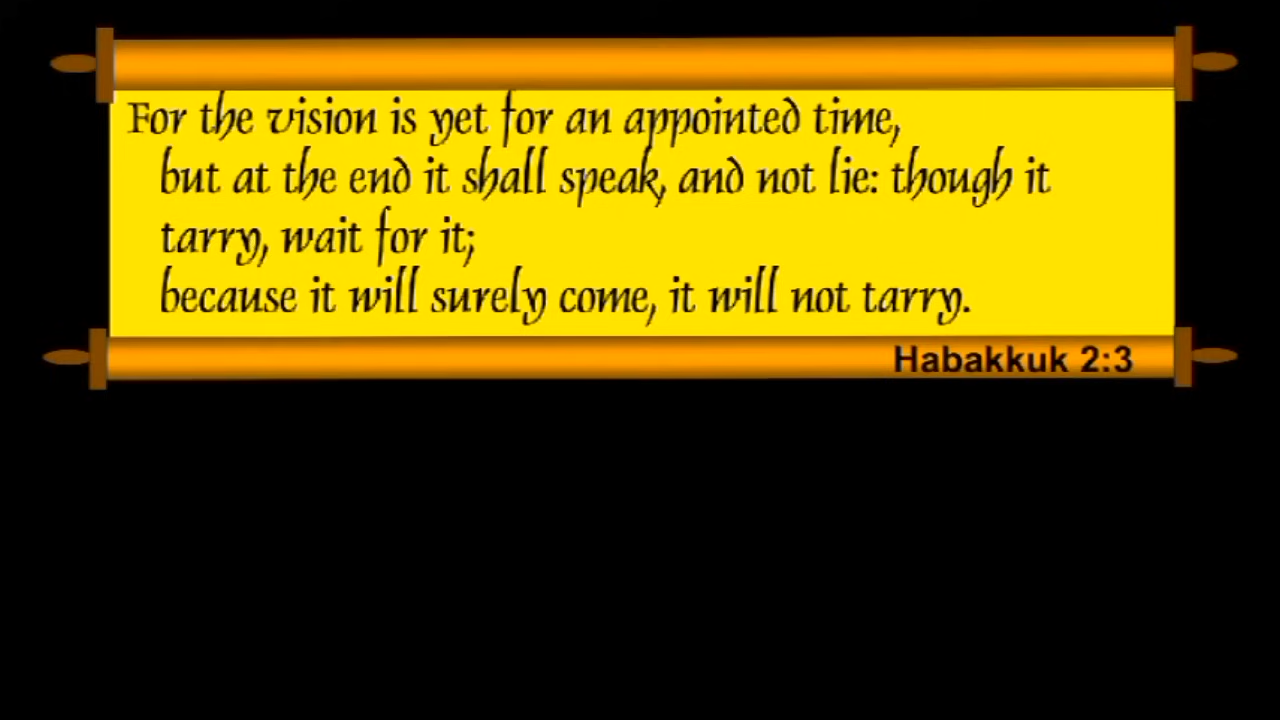 For the vision is yet for an appointed time,
but at the end it shall speak, and not lie: though it
tarry, wait for it;
because it will surely come, it will not tarry.
Habakkuk 2:3